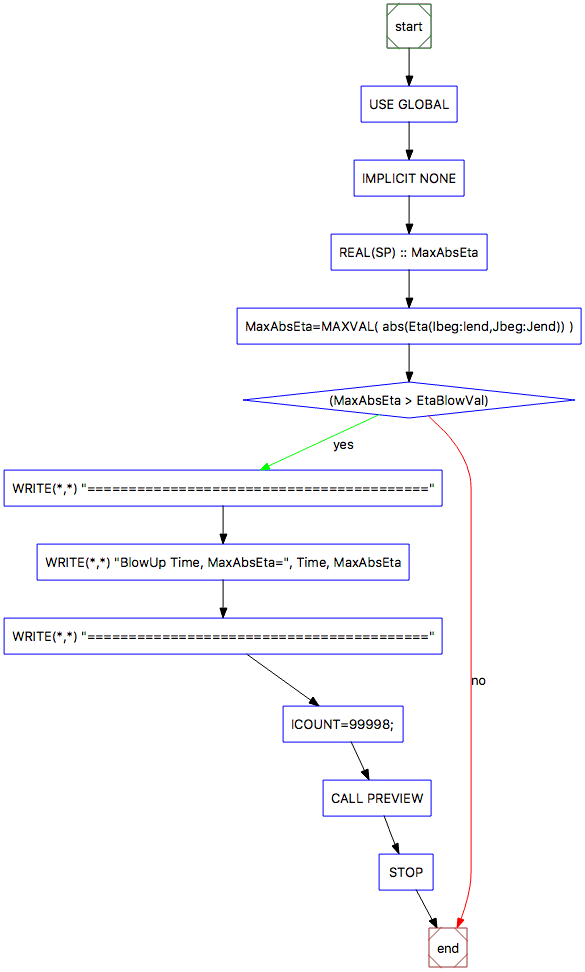 start
USE GLOBAL
IMPLICIT NONE
REAL(SP) :: MaxAbsEta
MaxAbsEta=MAXVAL( abs(Eta(Ibeg:Iend,Jbeg:Jend)) )
(MaxAbsEta > EtaBlowVal)
yes
WRITE(*,*) "========================================="
WRITE(*,*) "BlowUp Time, MaxAbsEta=", Time, MaxAbsEta
WRITE(*,*) "========================================="
no
ICOUNT=99998;
CALL PREVIEW
STOP
end